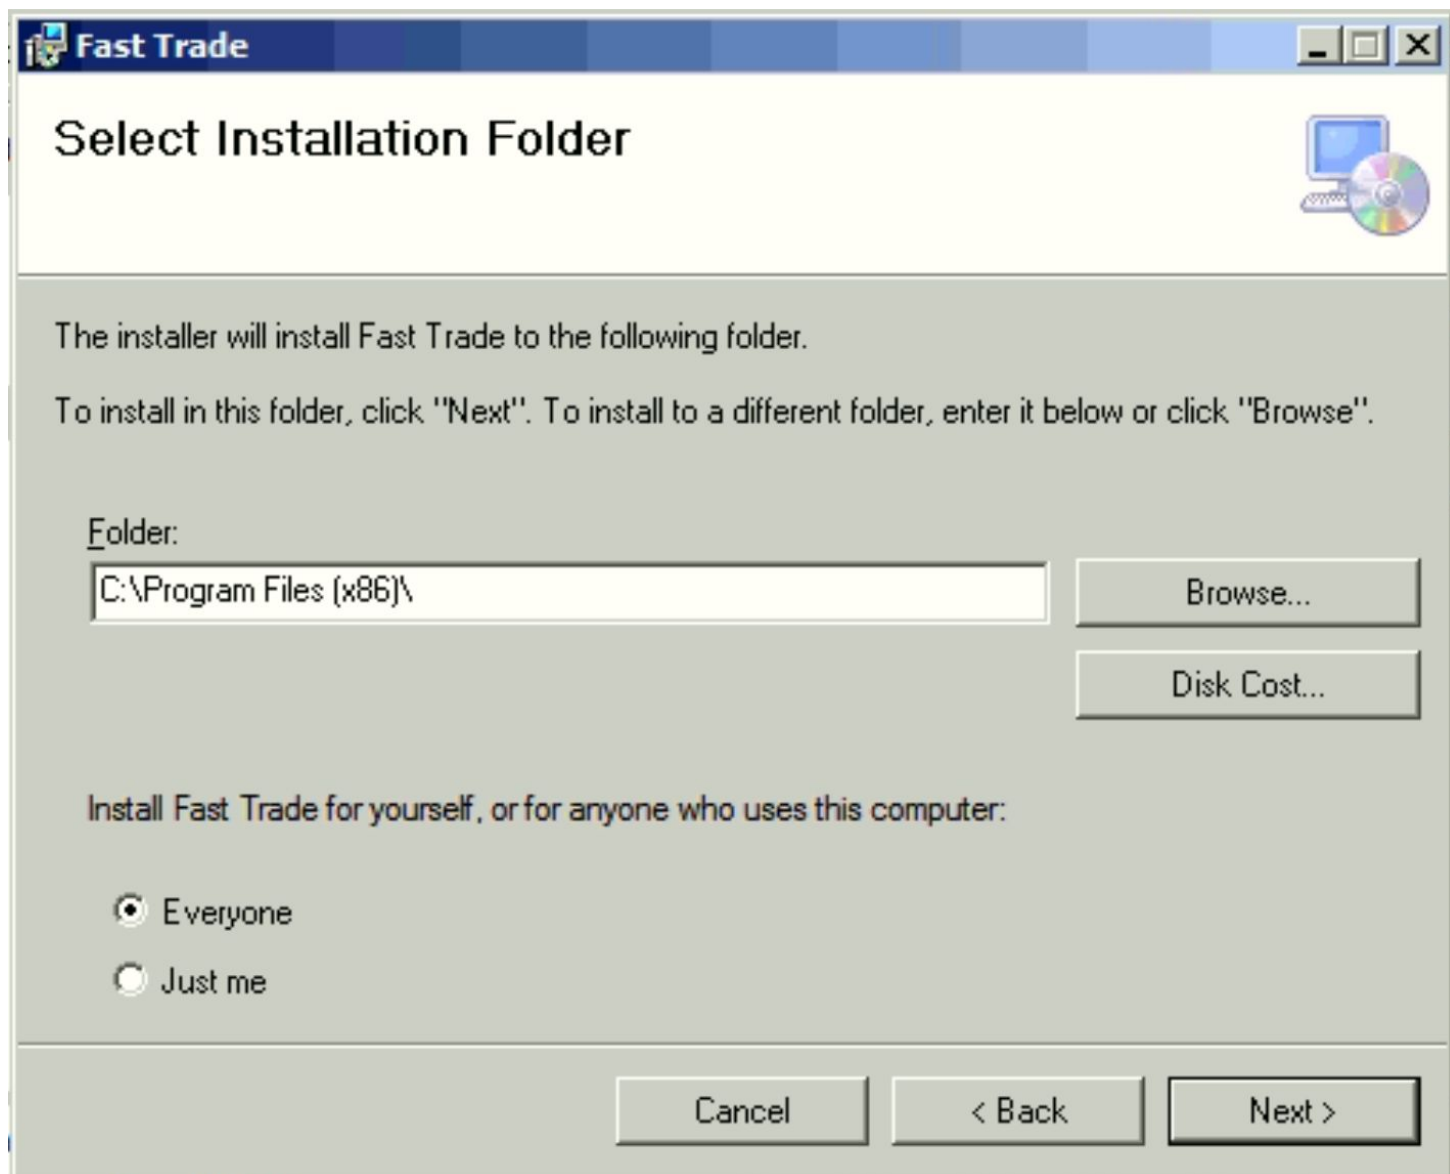 Fast Trade
Select Installation Folder
The installer will install Fast Trade to the following folder.
To install in this folder, click "Next". To install to a different folder, enter it below or click "Browse".
Folder:
C:\Program Files (x86)\
Browse...
Disk Cost...
Install Fast Trade for yourself, or for anyone who uses this computer:
Everyone
Just me
Cancel
< Back
Next >